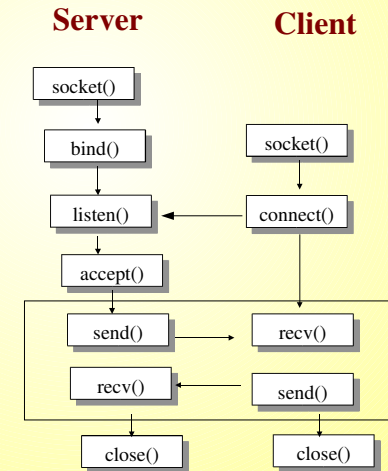 Server
Client
socket()
bind()
socket()
listen()
connect()
accept()
send()
recv()
recv()
send()
close()
close()